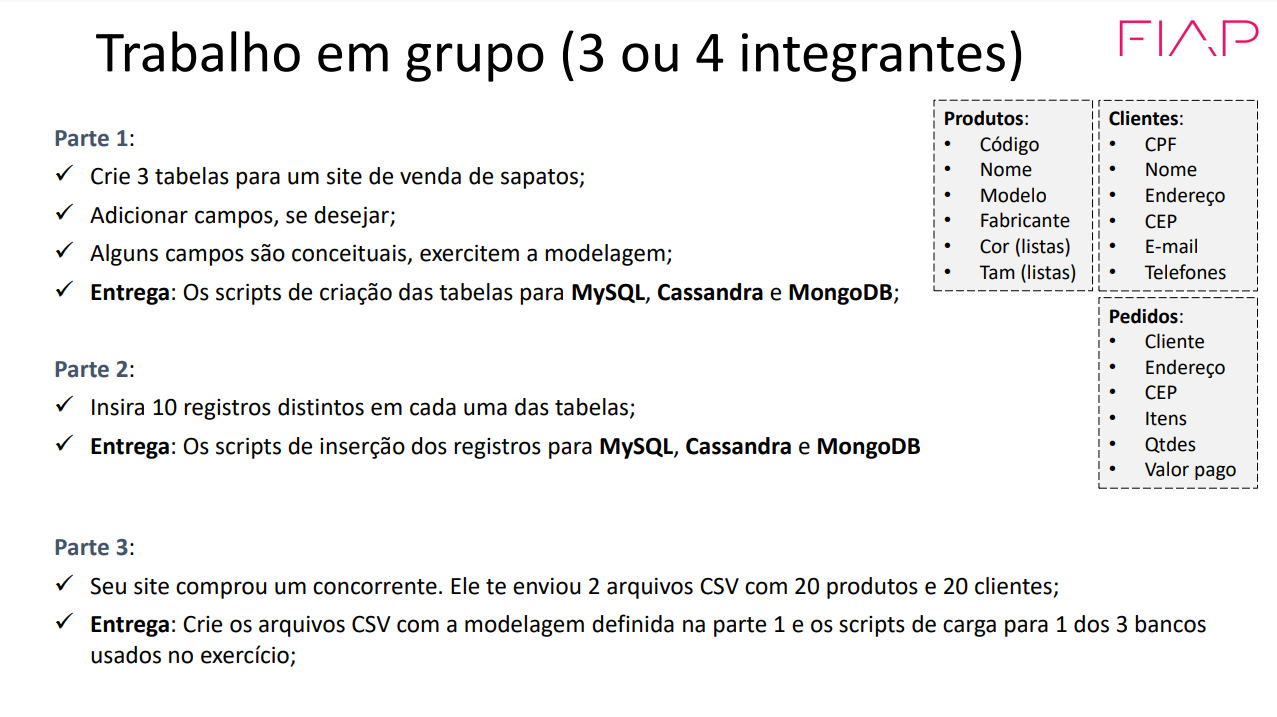 Trabalho em grupo (3 ou 4 integrantes)
FIAP
Parte 1:
✓ Crie 3 tabelas para um site de venda de sapatos;
✓ Adicionar campos, se desejar;
✓ Alguns campos são conceituais, exercitem a modelagem;
✓ Entrega: Os scripts de criação das tabelas para MySQL, Cassandra e MongoDB;
Produtos:
• Código
• Nome
• Modelo
• Fabricante
• Cor (listas)
• Tam (listas)
Clientes:
• CPF
• Nome
• Endereço
• CEP
• E-mail
• Telefones
Pedidos:
• Cliente
• Endereço
• CEP
• Itens
• Qtdes
• Valor pago
Parte 2:
✓ Insira 10 registros distintos em cada uma das tabelas;
✓ Entrega: Os scripts de inserção dos registros para MySQL, Cassandra e MongoDB
Parte 3:
✓ Seu site comprou um concorrente. Ele te enviou 2 arquivos CSV com 20 produtos e 20 clientes;
✓ Entrega: Crie os arquivos CSV com a modelagem definida na parte 1 e os scripts de carga para 1 dos 3 bancos
usados no exercício;